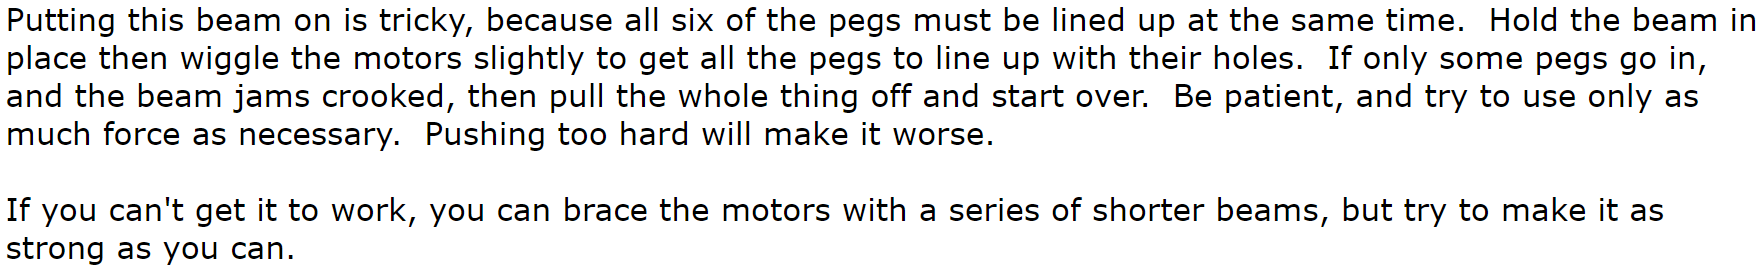 Putting this beam on is tricky, because all six of the pegs must be lined up at the same time.  Hold the beam in
place then wiggle the motors slightly to get all the pegs to line up with their holes.  If only some pegs go in,
and the beam jams crooked, then pull the whole thing off and start over.  Be patient, and try to use only as
much force as necessary.  Pushing too hard will make it worse.

If you can't get it to work, you can brace the motors with a series of shorter beams, but try to make it as
strong as you can.